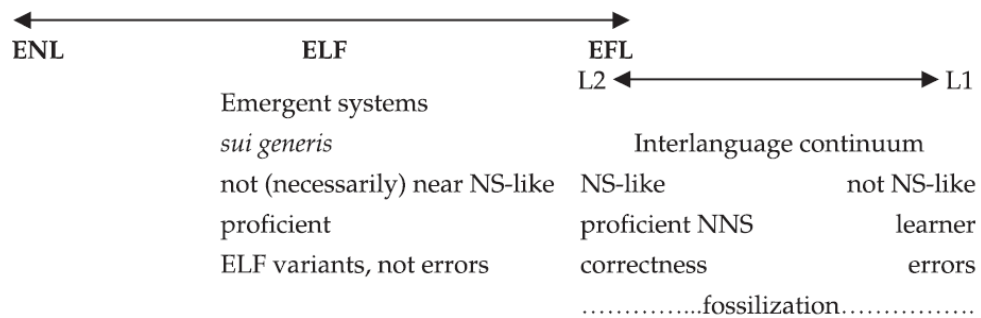 ENL ELF EFL
L2 L1
Emergent systems
sui generis Interlanguage continuum
not (necessarily) near NS-like NS-like not NS-like
proficient proficient NNS learner
ELF variants, not errors correctness errors
…………...fossilization…………….